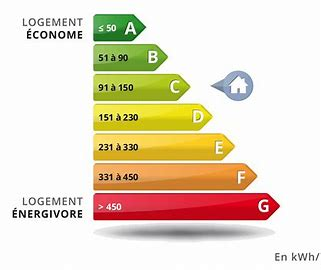 LOGEMENT
ÉCONOME
≤ 50 A
51 à 90 B
91 à 150 C
151 à 230 D
231 à 330 E
331 à 450 F
> 450 G
LOGEMENT
ÉNERGIVORE
En kWh/